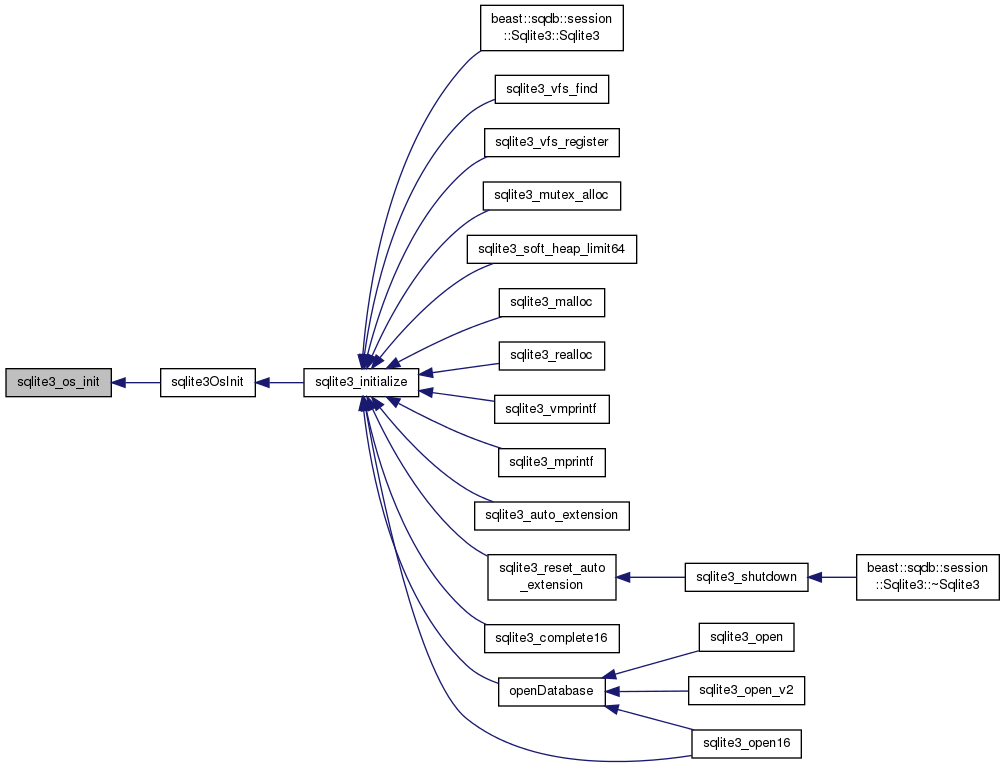 beast::sqdb::session
::Sqlite3::Sqlite3
sqlite3_vfs_find
sqlite3_vfs_register
sqlite3_mutex_alloc
sqlite3_soft_heap_limit64
sqlite3_malloc
sqlite3_realloc
sqlite3_os_init
sqlite3OsInit
sqlite3_initialize
sqlite3_vmprintf
sqlite3_mprintf
sqlite3_auto_extension
sqlite3_reset_auto
_extension
sqlite3_shutdown
beast::sqdb::session
::Sqlite3::~Sqlite3
sqlite3_complete16
sqlite3_open
openDatabase
sqlite3_open_v2
sqlite3_open16